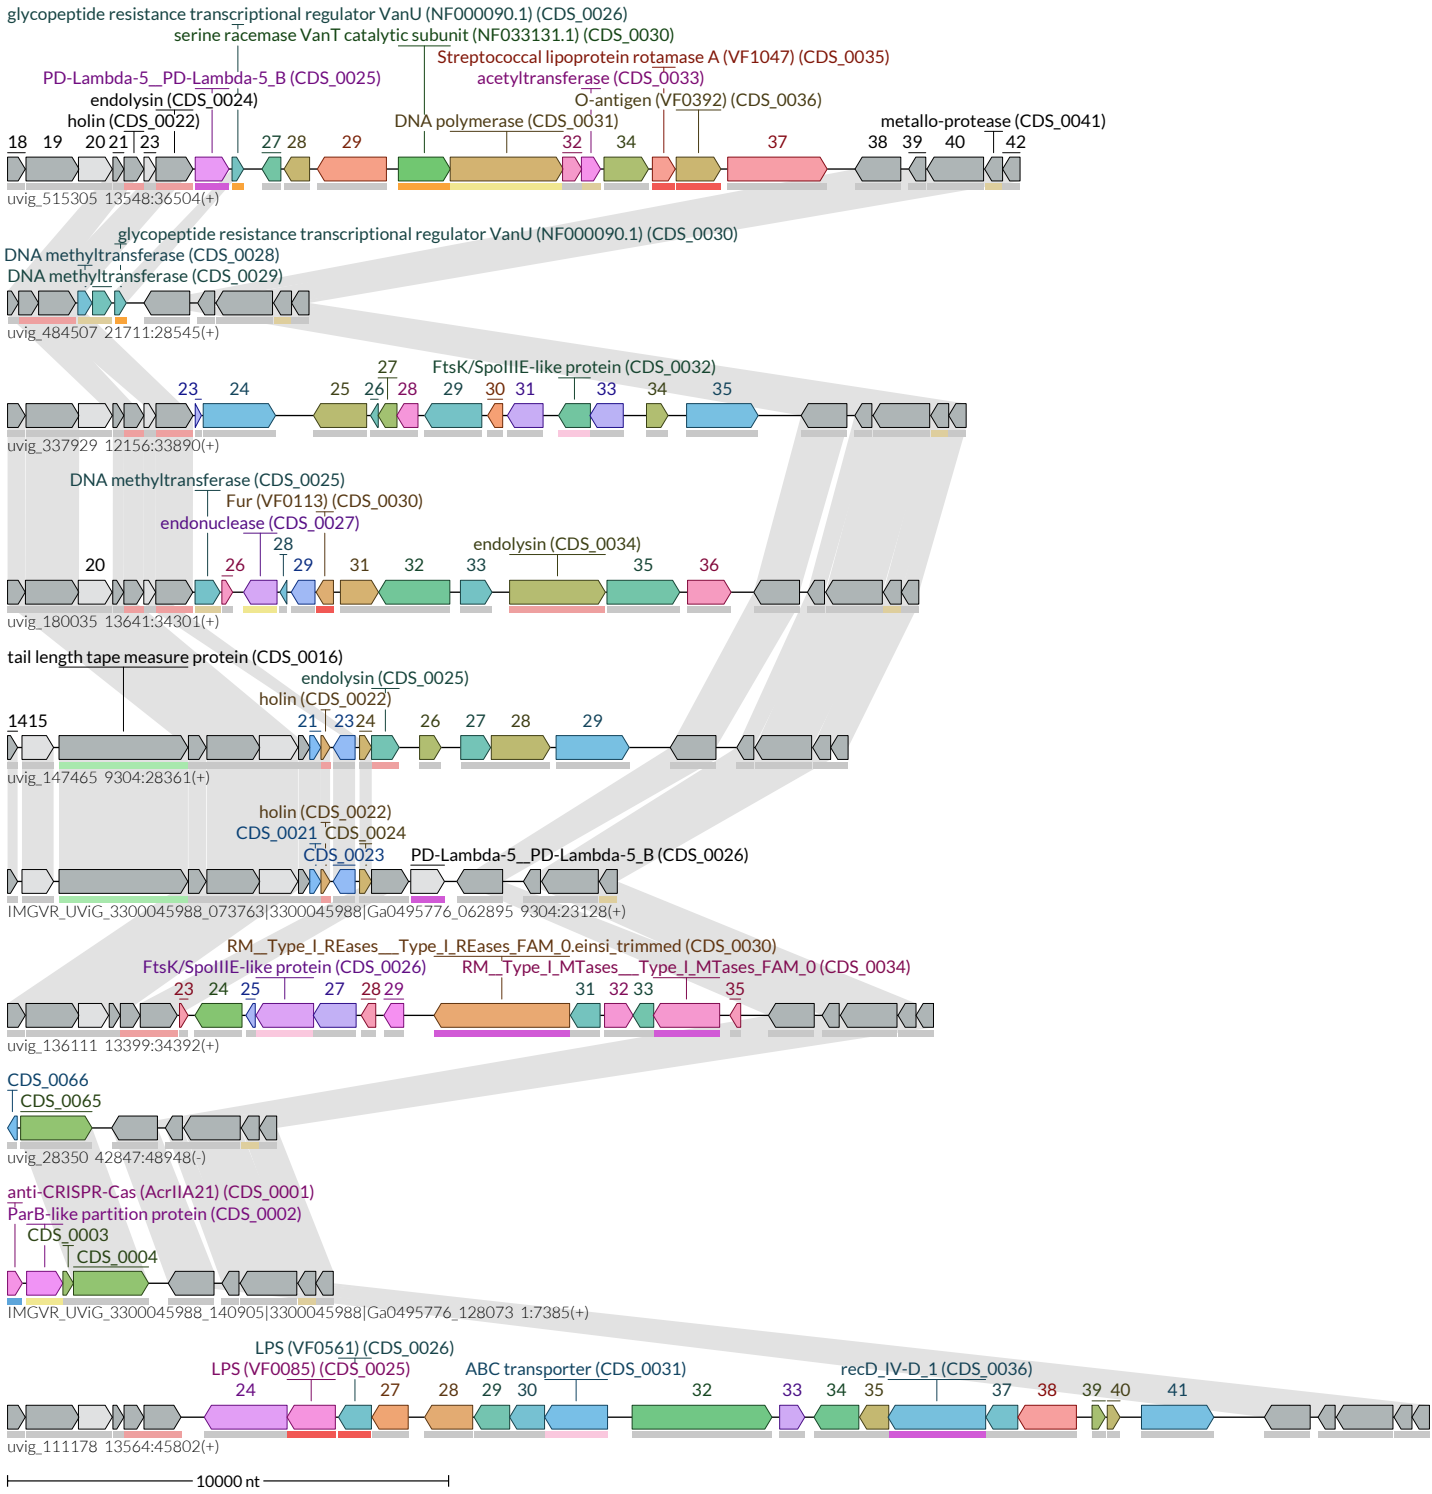 glycopeptide resistance transcriptional regulator VanU (NF000090.1) (CDS_0026)
serine racemase VanT catalytic subunit (NF033131.1) (CDS_0030)
Streptococcal lipoprotein rotamase A (VF1047) (CDS_0035)
PD-Lambda-5__PD-Lambda-5_B (CDS_0025) acetyltransferase (CDS_0033)
endolysin (CDS_0024) O-antigen (VF0392) (CDS_0036)
holin (CDS_0022) DNA polymerase (CDS_0031) metallo-protease (CDS_0041)
18 19 20 21 23 27 28 29 32 34 37 38 39 40 42
uvig_515305 13548:36504(+)
glycopeptide resistance transcriptional regulator VanU (NF000090.1) (CDS_0030)
DNA methyltransferase (CDS_0028)
DNA methyltransferase (CDS_0029)
uvig_484507 21711:28545(+)
27 FtsK/SpoIIIE-like protein (CDS_0032)
23 24 25 26 28 29 30 31 33 34 35
uvig_337929 12156:33890(+)
DNA methyltransferase (CDS_0025)
Fur (VF0113) (CDS_0030)
endonuclease (CDS_0027)
28 endolysin (CDS_0034)
20 26 29 31 32 33 35 36
uvig_180035 13641:34301(+)
tail length tape measure protein (CDS_0016)
endolysin (CDS_0025)
holin (CDS_0022)
14 15 21 23 24 26 27 28 29
uvig_147465 9304:28361(+)
holin (CDS_0022)
CDS_0021 CDS_0024
CDS_0023 PD-Lambda-5__PD-Lambda-5_B (CDS_0026)
IMGVR_UViG_3300045988_073763|3300045988|Ga0495776_062895 9304:23128(+)
RM__Type_I_REases___Type_I_REases_FAM_0.einsi_trimmed (CDS_0030)
FtsK/SpoIIIE-like protein (CDS_0026) RM__Type_I_MTases___Type_I_MTases_FAM_0 (CDS_0034)
23 24 25 27 28 29 31 32 33 35
uvig_136111 13399:34392(+)
CDS_0066
CDS_0065
uvig_28350 42847:48948(-)
anti-CRISPR-Cas (AcrIIA21) (CDS_0001)
ParB-like partition protein (CDS_0002)
CDS_0003
CDS_0004
IMGVR_UViG_3300045988_140905|3300045988|Ga0495776_128073 1:7385(+)
LPS (VF0561) (CDS_0026)
LPS (VF0085) (CDS_0025) ABC transporter (CDS_0031) recD_IV-D_1 (CDS_0036)
24 27 28 29 30 32 33 34 35 37 38 39 40 41
uvig_111178 13564:45802(+)
10000 nt